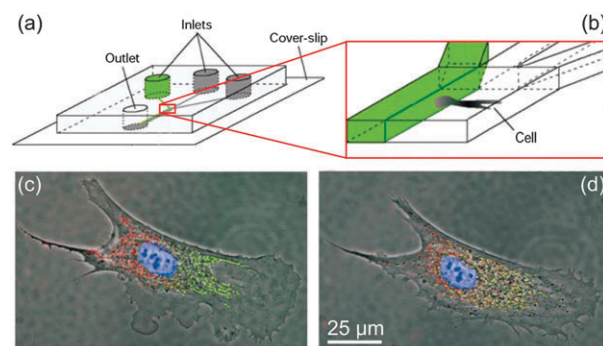 (a)
Inlets
Cover-slip
Outlet
(b)
Cell
(c)
(d)
25 µm